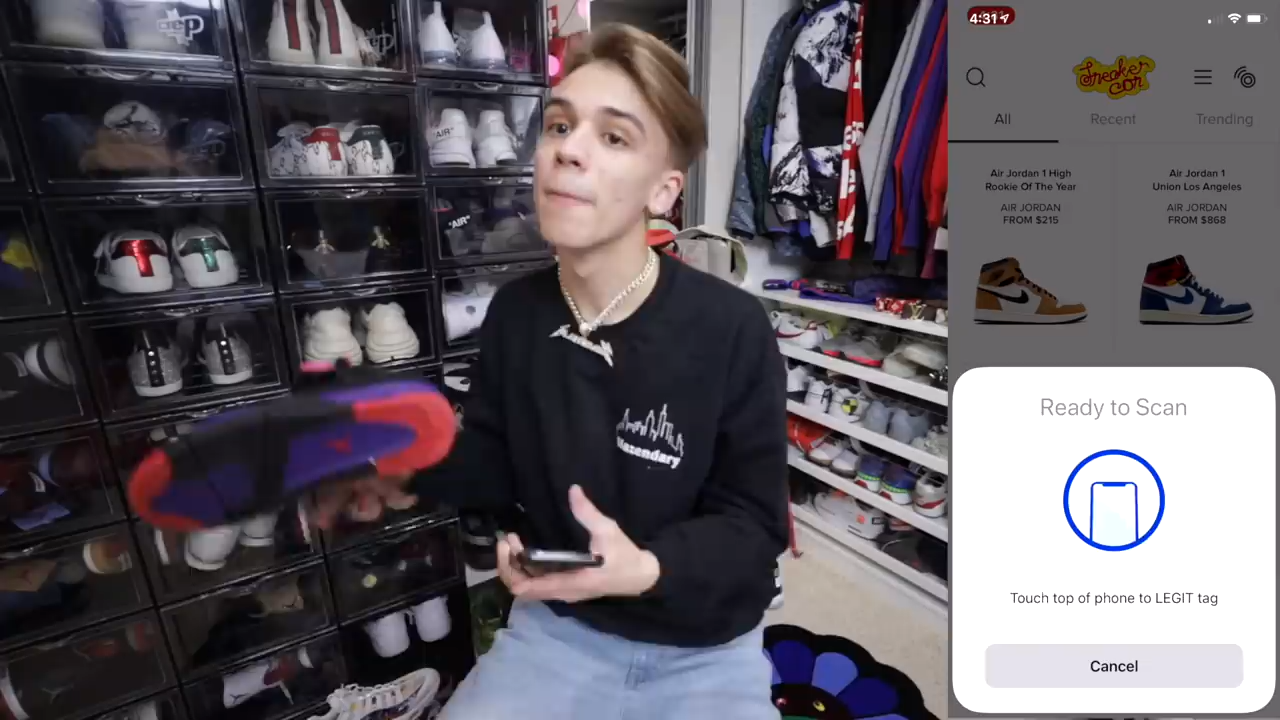 "AIR"
"AIR"
Mazendary
4:31
Sneaker
Con
All
Recent
Trending
Air Jordan 1 High
Rookie Of The Year
AIR JORDAN
FROM $215
Air Jordan 1
Union Los Angeles
AIR JORDAN
FROM $868
Ready to Scan
Touch top of phone to LEGIT tag
Cancel